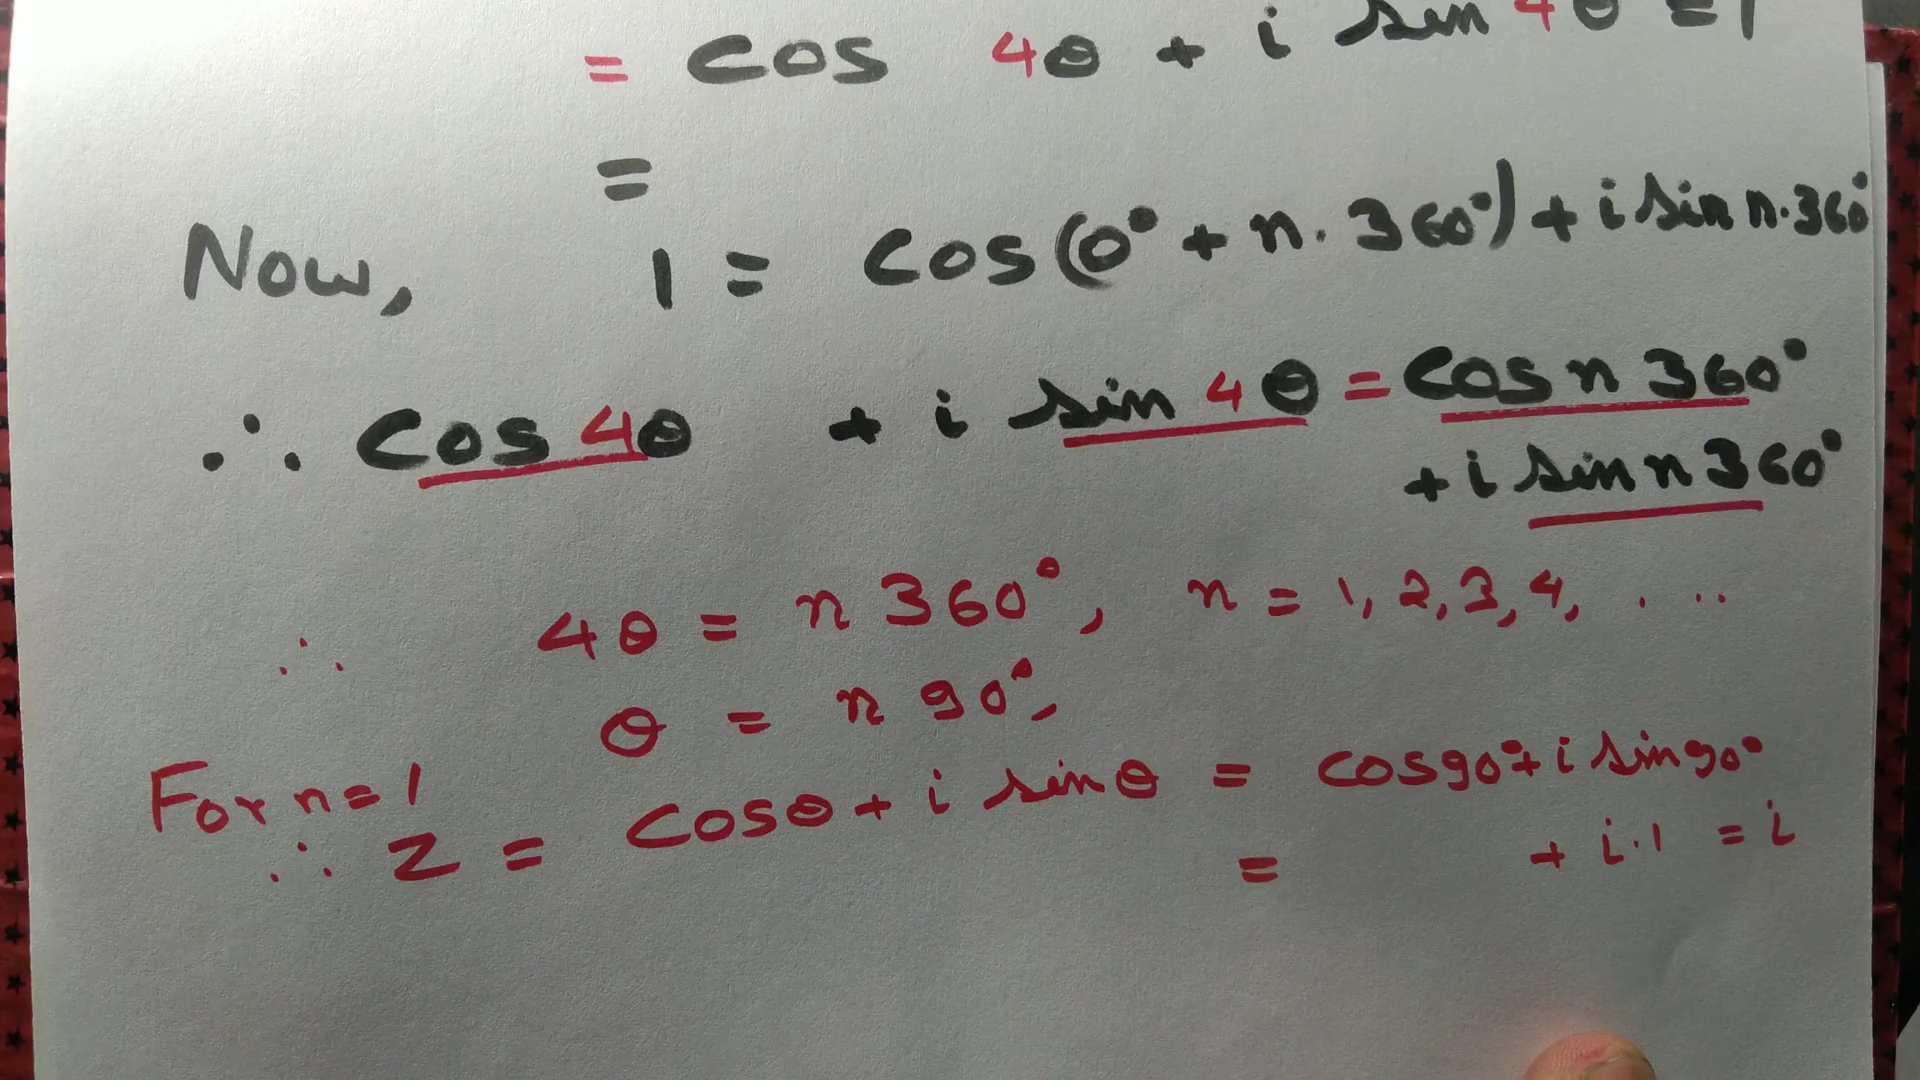 = cos 4θ + i sin 4θ = 1
=
Now, 1 = cos(0° + n. 360°) + i sin n.360°
∴ cos 4θ + i sin 4θ = cos n 360°
+ i sin n 360°
∴ 4θ = n 360°, n = 1, 2, 3, 4, . ..
θ = n 90°,
For n = 1
∴ z = cosθ + i sinθ = cos90° + i sin90°
= + i.1 = i